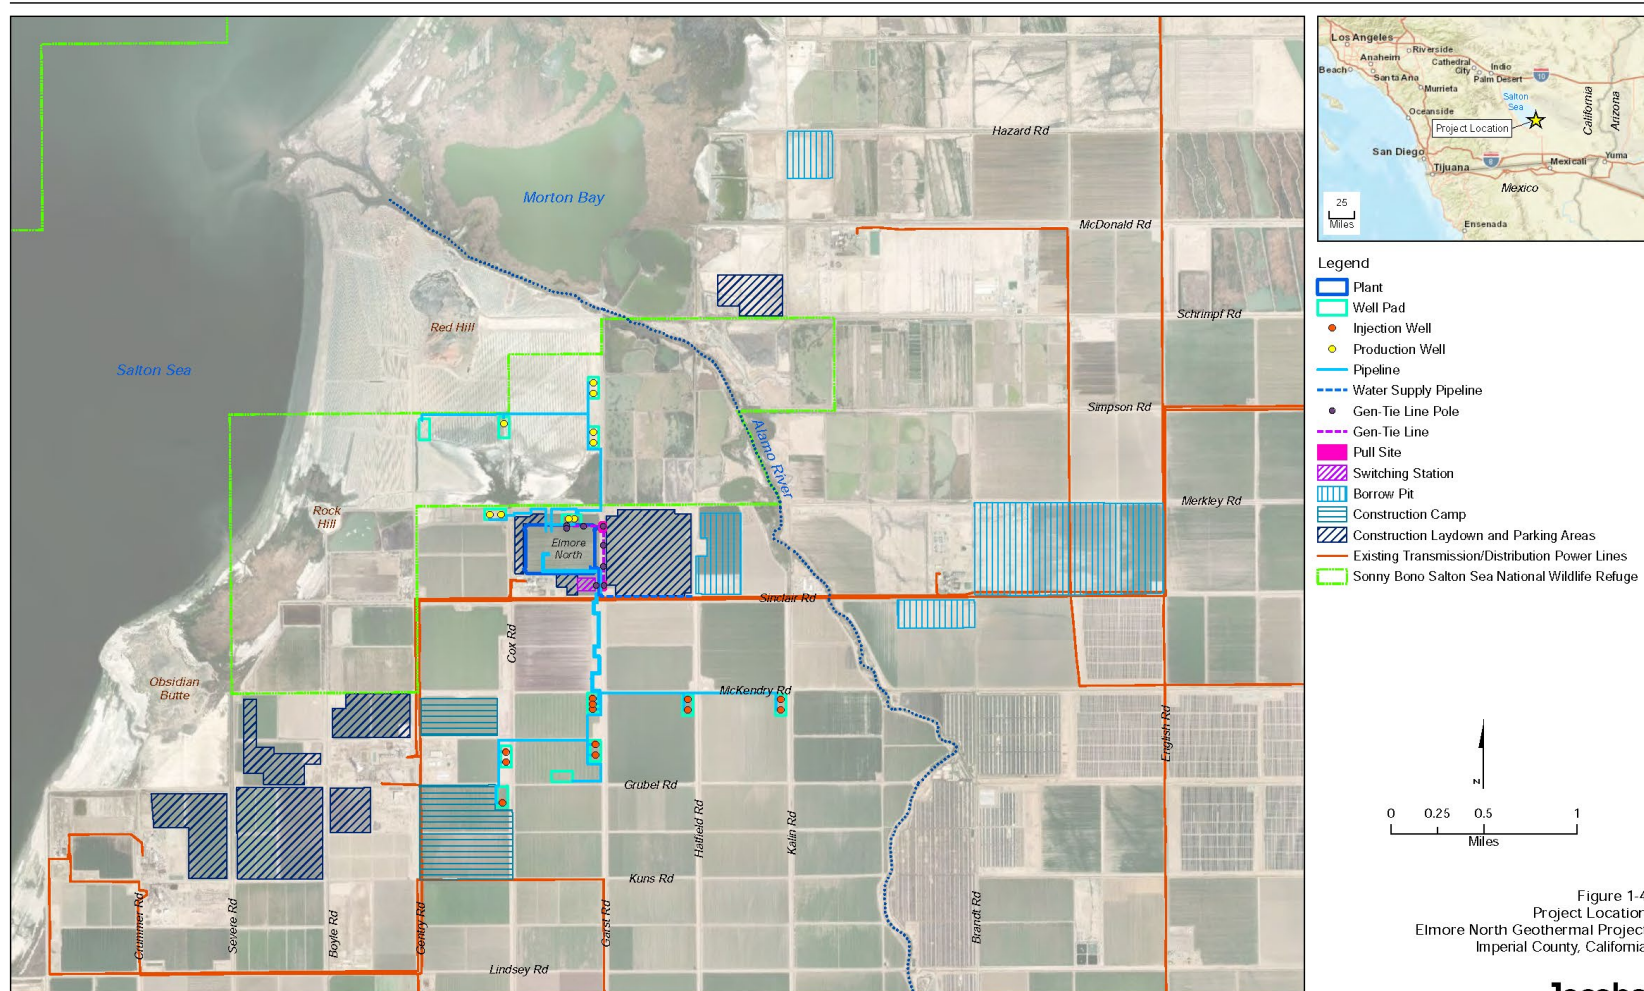 Morton Bay
Red Hill
Salton Sea
Rock
Hill
Obsidian
Butte
Alamo River
Elmore
North
Hazard Rd
McDonald Rd
Schrimpf Rd
Simpson Rd
Merkley Rd
Sinclair Rd
Cox Rd
McKendry Rd
English Rd
Grubel Rd
Hatfield Rd
Kalin Rd
Kuns Rd
Crummer Rd
Severe Rd
Boyle Rd
Gentry Rd
Garst Rd
Brandt Rd
Lindsey Rd
Los Angeles
Riverside
Anaheim
Cathedral
City
Indio
Beach
Santa Ana
Palm Desert
10
Murrieta
Salton
Sea
Oceanside
California
Arizona
Project Location
San Diego
8
Tijuana
Mexicali
Yuma
Mexico
25
Miles
Ensenada
Legend
Plant
Well Pad
Injection Well
Production Well
Pipeline
Water Supply Pipeline
Gen-Tie Line Pole
Gen-Tie Line
Pull Site
Switching Station
Borrow Pit
Construction Camp
Construction Laydown and Parking Areas
Existing Transmission/Distribution Power Lines
Sonny Bono Salton Sea National Wildlife Refuge
N
0 0.25 0.5 1
Miles
Figure 1-4
Project Location
Elmore North Geothermal Project
Imperial County, California